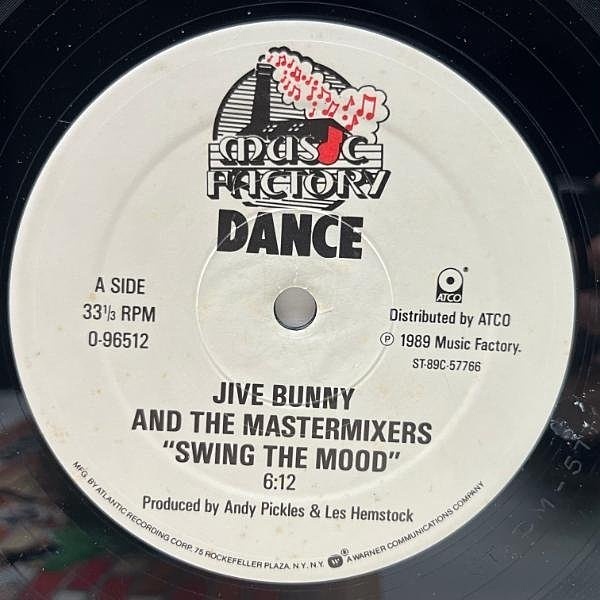 music
FACTORY
DANCE
A SIDE
33 1/3 RPM
0-96512
ATCO®
Distributed by ATCO
℗ 1989 Music Factory.
ST-89C-57766
JIVE BUNNY
AND THE MASTERMIXERS
"SWING THE MOOD"
6:12
Produced by Andy Pickles & Les Hemstock
MFG. BY ATLANTIC RECORDING CORP. 75 ROCKEFELLER PLAZA, N.Y. N.Y. W® A WARNER COMMUNICATIONS COMPANY